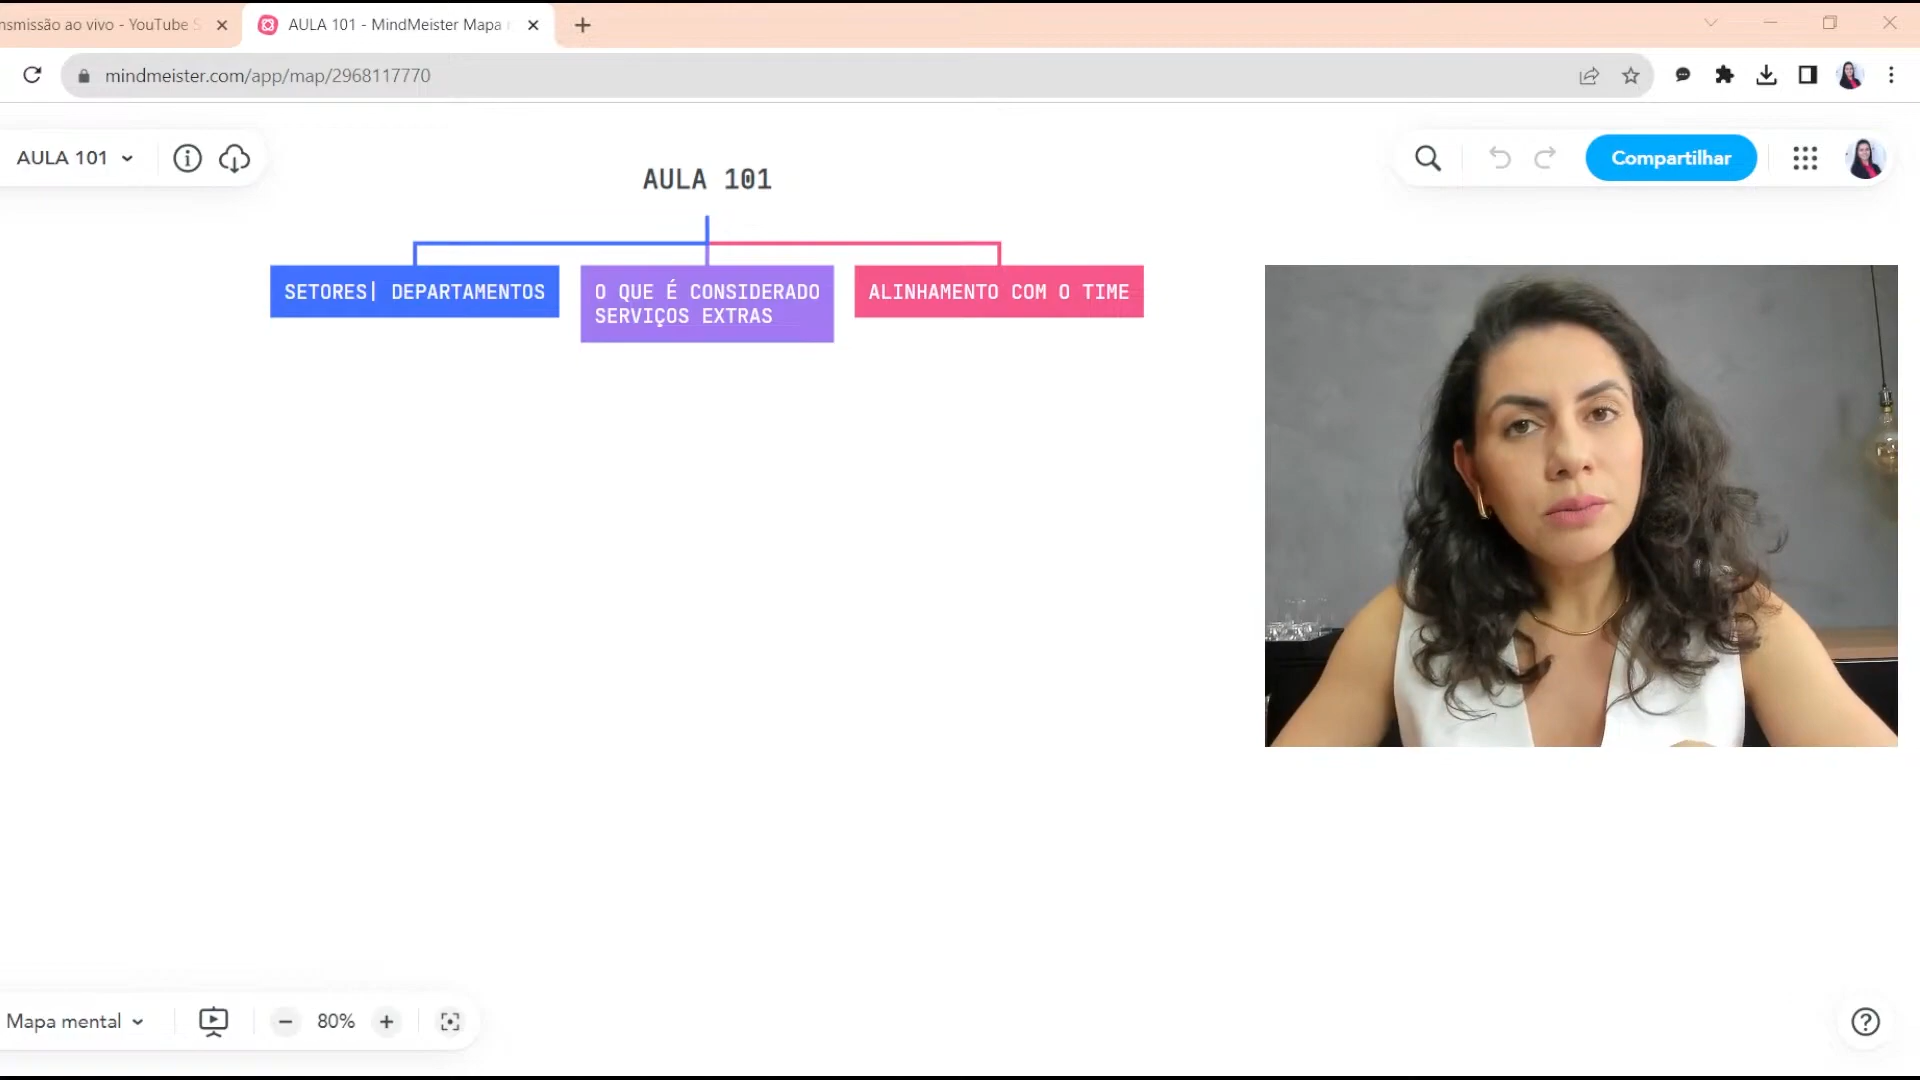 nsmissão ao vivo - YouTube S
AULA 101 - MindMeister Mapa
mindmeister.com/app/map/2968117770
AULA 101
Compartilhar
AULA 101
SETORES| DEPARTAMENTOS
O QUE É CONSIDERADO
SERVIÇOS EXTRAS
ALINHAMENTO COM O TIME
Mapa mental
80%